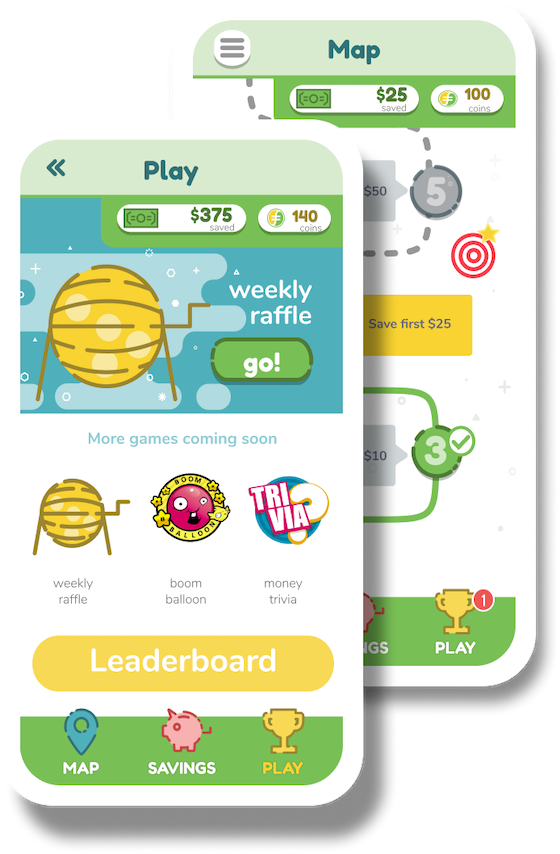 Map
$25
saved
100
coins
$50
5
Save first $25
$10
3
NGS
PLAY
1
Play
$375
saved
140
coins
weekly
raffle
go!
More games coming soon
BOOM
BALLOON
TRI
VIA
weekly
raffle
boom
balloon
money
trivia
Leaderboard
MAP
SAVINGS
PLAY